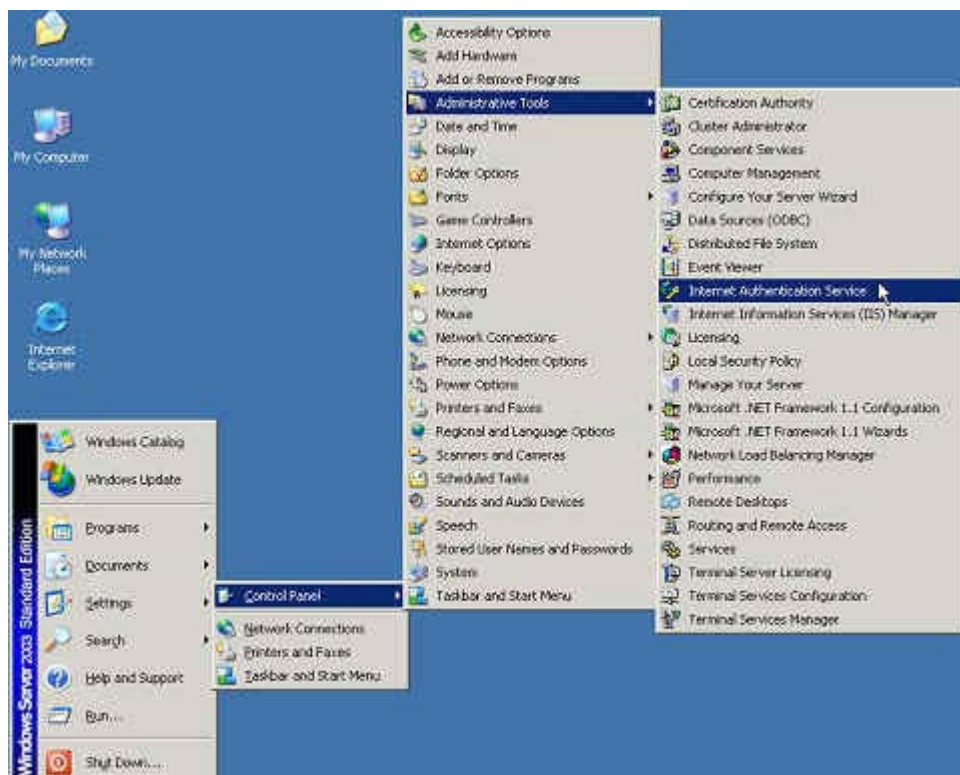 My Documents
My Computer
My Network
Places
Internet
Explorer
Windows Server 2003 Standard Edition
Windows Catalog
Windows Update
Programs
Documents
Settings
Search
Help and Support
Run...
Shut Down...
Control Panel
Network Connections
Printers and Faxes
Taskbar and Start Menu
Accessibility Options
Add Hardware
Add or Remove Programs
Administrative Tools
Date and Time
Display
Folder Options
Fonts
Game Controllers
Internet Options
Keyboard
Licensing
Mouse
Network Connections
Phone and Modem Options
Power Options
Printers and Faxes
Regional and Language Options
Scanners and Cameras
Scheduled Tasks
Sounds and Audio Devices
Speech
Stored User Names and Passwords
System
Taskbar and Start Menu
Certification Authority
Cluster Administrator
Component Services
Computer Management
Configure Your Server Wizard
Data Sources (ODBC)
Distributed File System
Event Viewer
Internet Authentication Service
Internet Information Services (IIS) Manager
Licensing
Local Security Policy
Manage Your Server
Microsoft .NET Framework 1.1 Configuration
Microsoft .NET Framework 1.1 Wizards
Network Load Balancing Manager
Performance
Remote Desktops
Routing and Remote Access
Services
Terminal Server Licensing
Terminal Services Configuration
Terminal Services Manager